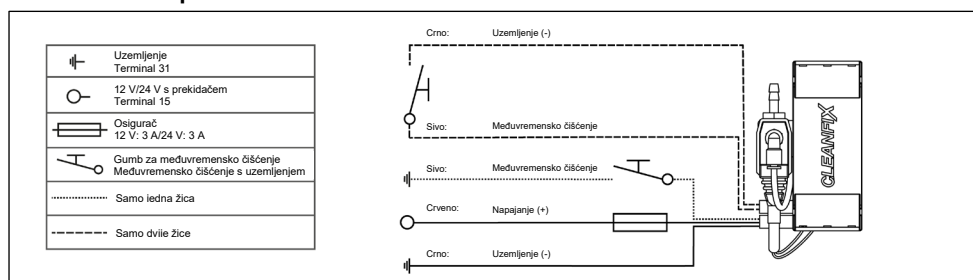 Uzemljenje
Terminal 31
12 V/24 V s prekidačem
Terminal 15
Osigurač
12 V: 3 A/24 V: 3 A
Gumb za međuvremensko čišćenje
Međuvremensko čišćenje s uzemljenjem
Samo iedna žica
Samo dviie žice
Crno: Uzemljenje (-)
Sivo: Međuvremensko čišćenje
Sivo: Međuvremensko čišćenje
Crveno: Napajanje (+)
Crno: Uzemljenje (-)
CLEANFIX